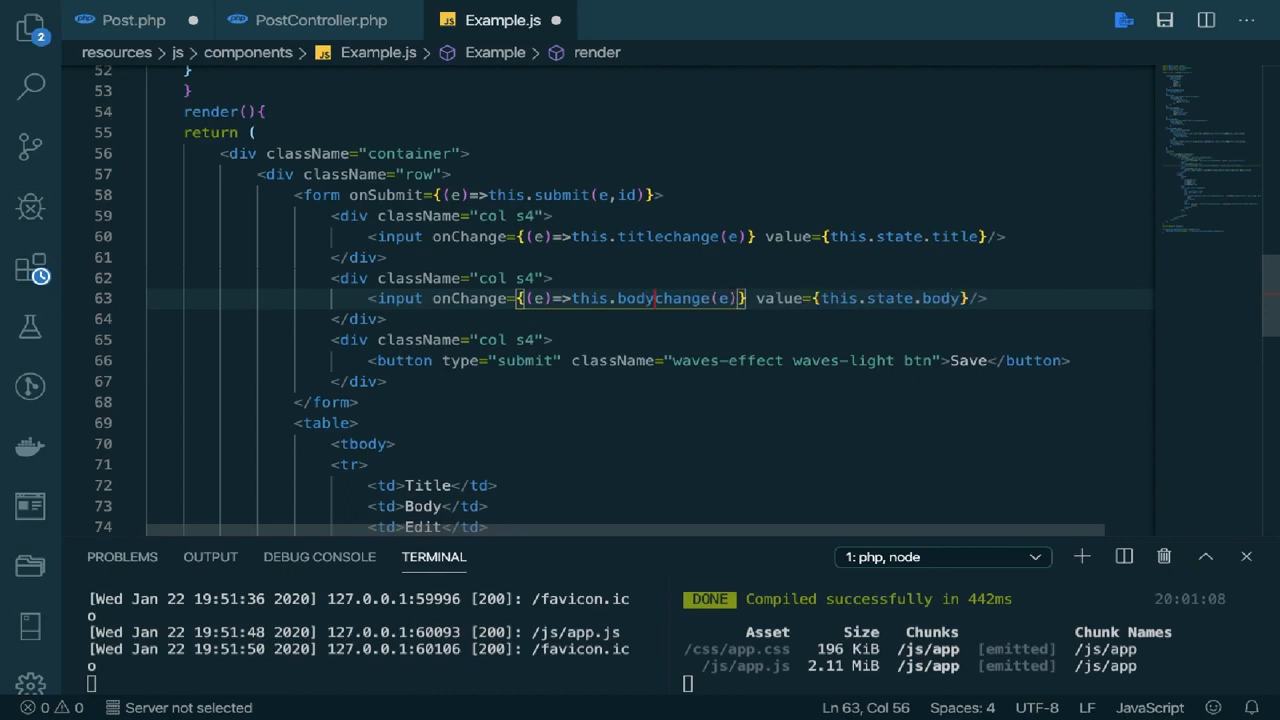 Post.php
PostController.php
Example.js
resources > js > components > Example.js > Example > render
52 }
53 }
54 render(){
55 return (
56 <div className="container">
57 <div className="row">
58 <form onSubmit={(e)=>this.submit(e,id)}>
59 <div className="col s4">
60 <input onChange={(e)=>this.titlechange(e)} value={this.state.title}/>
61 </div>
62 <div className="col s4">
63 <input onChange={(e)=>this.bodychange(e)} value={this.state.body}/>
64 </div>
65 <div className="col s4">
66 <button type="submit" className="waves-effect waves-light btn">Save</button>
67 </div>
68 </form>
69 <table>
70 <tbody>
71 <tr>
72 <td>Title</td>
73 <td>Body</td>
74 <td>Edit</td>
PROBLEMS OUTPUT DEBUG CONSOLE TERMINAL 1: php, node
[Wed Jan 22 19:51:36 2020] 127.0.0.1:59996 [200]: /favicon.ic
o
[Wed Jan 22 19:51:48 2020] 127.0.0.1:60093 [200]: /js/app.js
[Wed Jan 22 19:51:50 2020] 127.0.0.1:60106 [200]: /favicon.ic
o
DONE Compiled successfully in 442ms 20:01:08
Asset Size Chunks Chunk Names
/css/app.css 196 KiB /js/app [emitted] /js/app
/js/app.js 2.11 MiB /js/app [emitted] /js/app
0 0 Server not selected Ln 63, Col 56 Spaces: 4 UTF-8 LF JavaScript